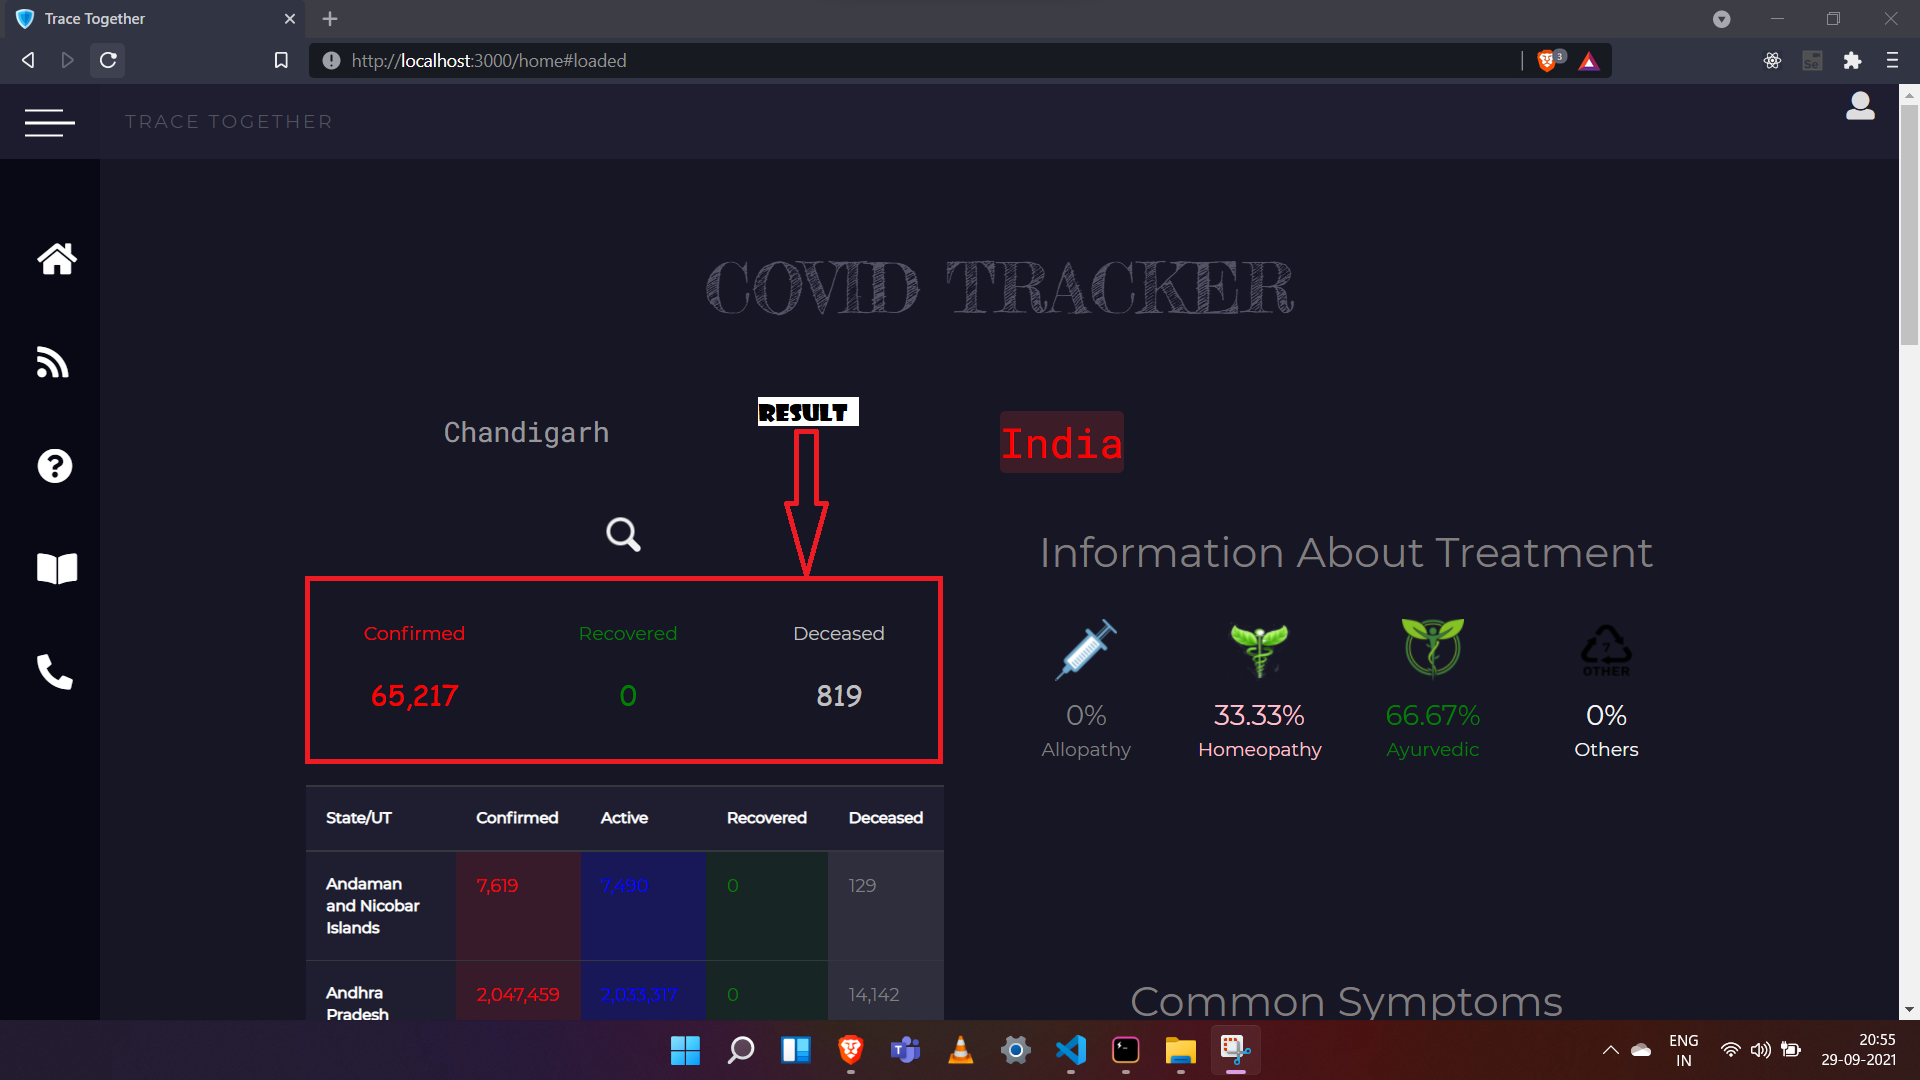 Trace Together
http://localhost:3000/home#loaded
3
Se
TRACE TOGETHER
COVID TRACKER
Chandigarh
RESULT
India
Information About Treatment
Confirmed Recovered Deceased
65,217 0 819
7
OTHER
0% 33.33% 66.67% 0%
Allopathy Homeopathy Ayurvedic Others
State/UT Confirmed Active Recovered Deceased
Andaman and Nicobar Islands 7,619 7,490 0 129
Andhra Pradesh 2,047,459 2,033,317 0 14,142
Common Symptoms
ENG
IN
20:55
29-09-2021